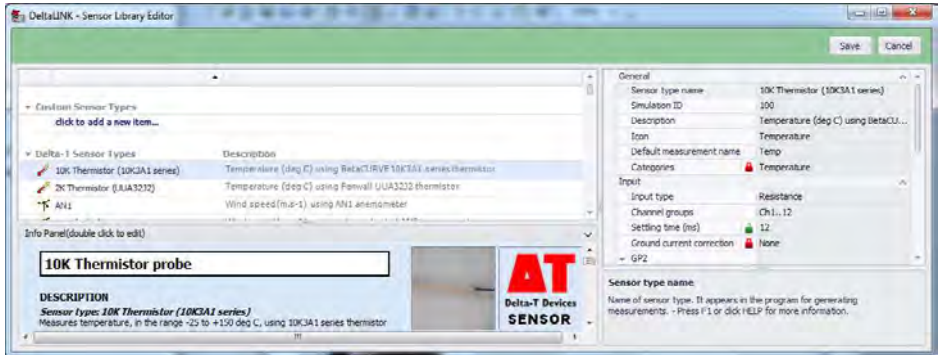 DeltaLINK - Sensor Library Editor
Save Cancel
Custom Sensor Types
click to add a new item...
Delta-T Sensor Types Description
10K Thermistor (10K3A1 series) Temperature (deg C) using BetaCURVE 10K3A1 series thermistor
2K Thermistor (UUA3232) Temperature (deg C) using Fenwall UUA3232 thermistor
AN1 Wind speed(m.s-1) using AN1 anemometer
Info Panel(double click to edit)
10K Thermistor probe
DESCRIPTION
Sensor type: 10K Thermistor (10K3A1 series)
Measures temperature, in the range -25 to +150 deg C, using 10K3A1 series thermistor
AT
Delta-T Devices
SENSOR
General
Sensor type name 10K Thermistor (10K3A1 series)
Simulation ID 100
Description Temperature (deg C) using BetaCU...
Icon Temperature
Default measurement name Temp
Categories Temperature
Input
Input type Resistance
Channel groups Ch1..12
Settling time (ms) 12
Ground current correction None
GP2
Sensor type name
Name of sensor type. It appears in the program for generating
measurements. - Press F1 or click HELP for more information.